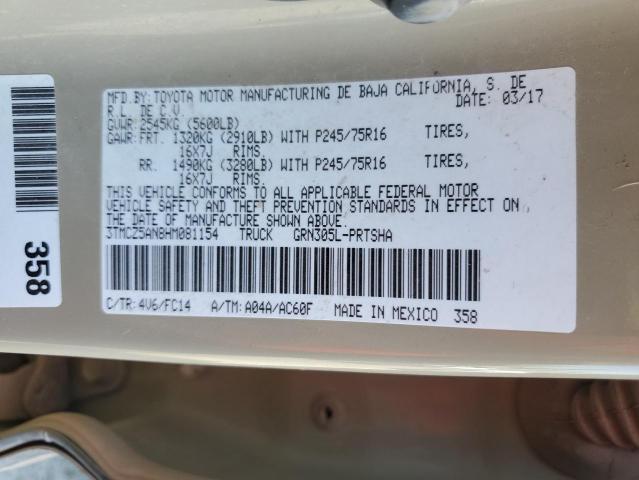 MFD.BY:TOYOTA MOTOR MANUFACTURING DE BAJA CALIFORNIA, S. DE
R.L. DE C.V. DATE: 03/17
GVWR:2545KG (5600LB)
GAWR:FRT. 1320KG (2910LB) WITH P245/75R16 TIRES,
16X7J RIMS.
RR. 1490KG (3280LB) WITH P245/75R16 TIRES,
16X7J RIMS.
THIS VEHICLE CONFORMS TO ALL APPLICABLE FEDERAL MOTOR
VEHICLE SAFETY AND THEFT PREVENTION STANDARDS IN EFFECT ON
THE DATE OF MANUFACTURE SHOWN ABOVE.
3TMCZ5AN8HM081154 TRUCK GRN305L-PRTSHA
C/TR:4V6/FC14 A/TM:A04A/AC60F MADE IN MEXICO 358
358